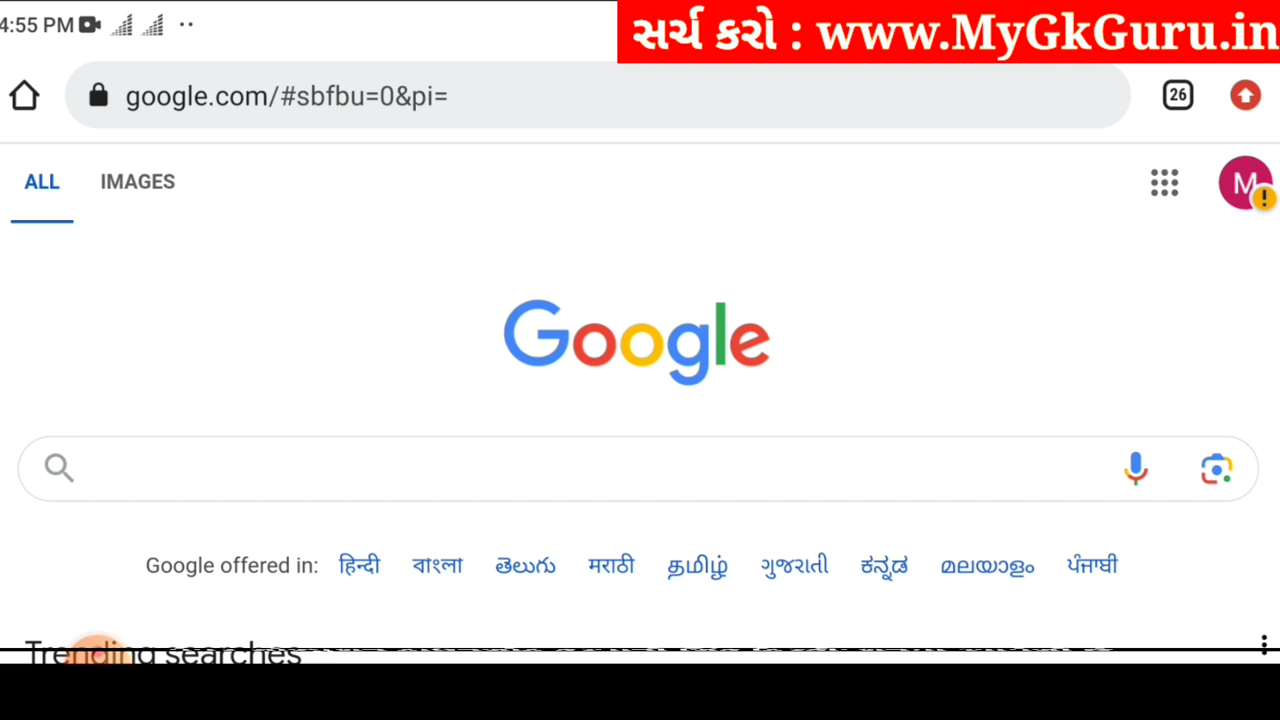 4:55 PM
સર્ચ કરો : www.MyGkGuru.in
google.com/#sbfbu=0&pi=
26
ALL IMAGES
M
!
Google
Google offered in: हिन्दी বাংলা తెలుగు मराठी தமிழ் ગુજરાતી ಕನ್ನಡ മലയാളം ਪੰਜਾਬੀ
Trending searches